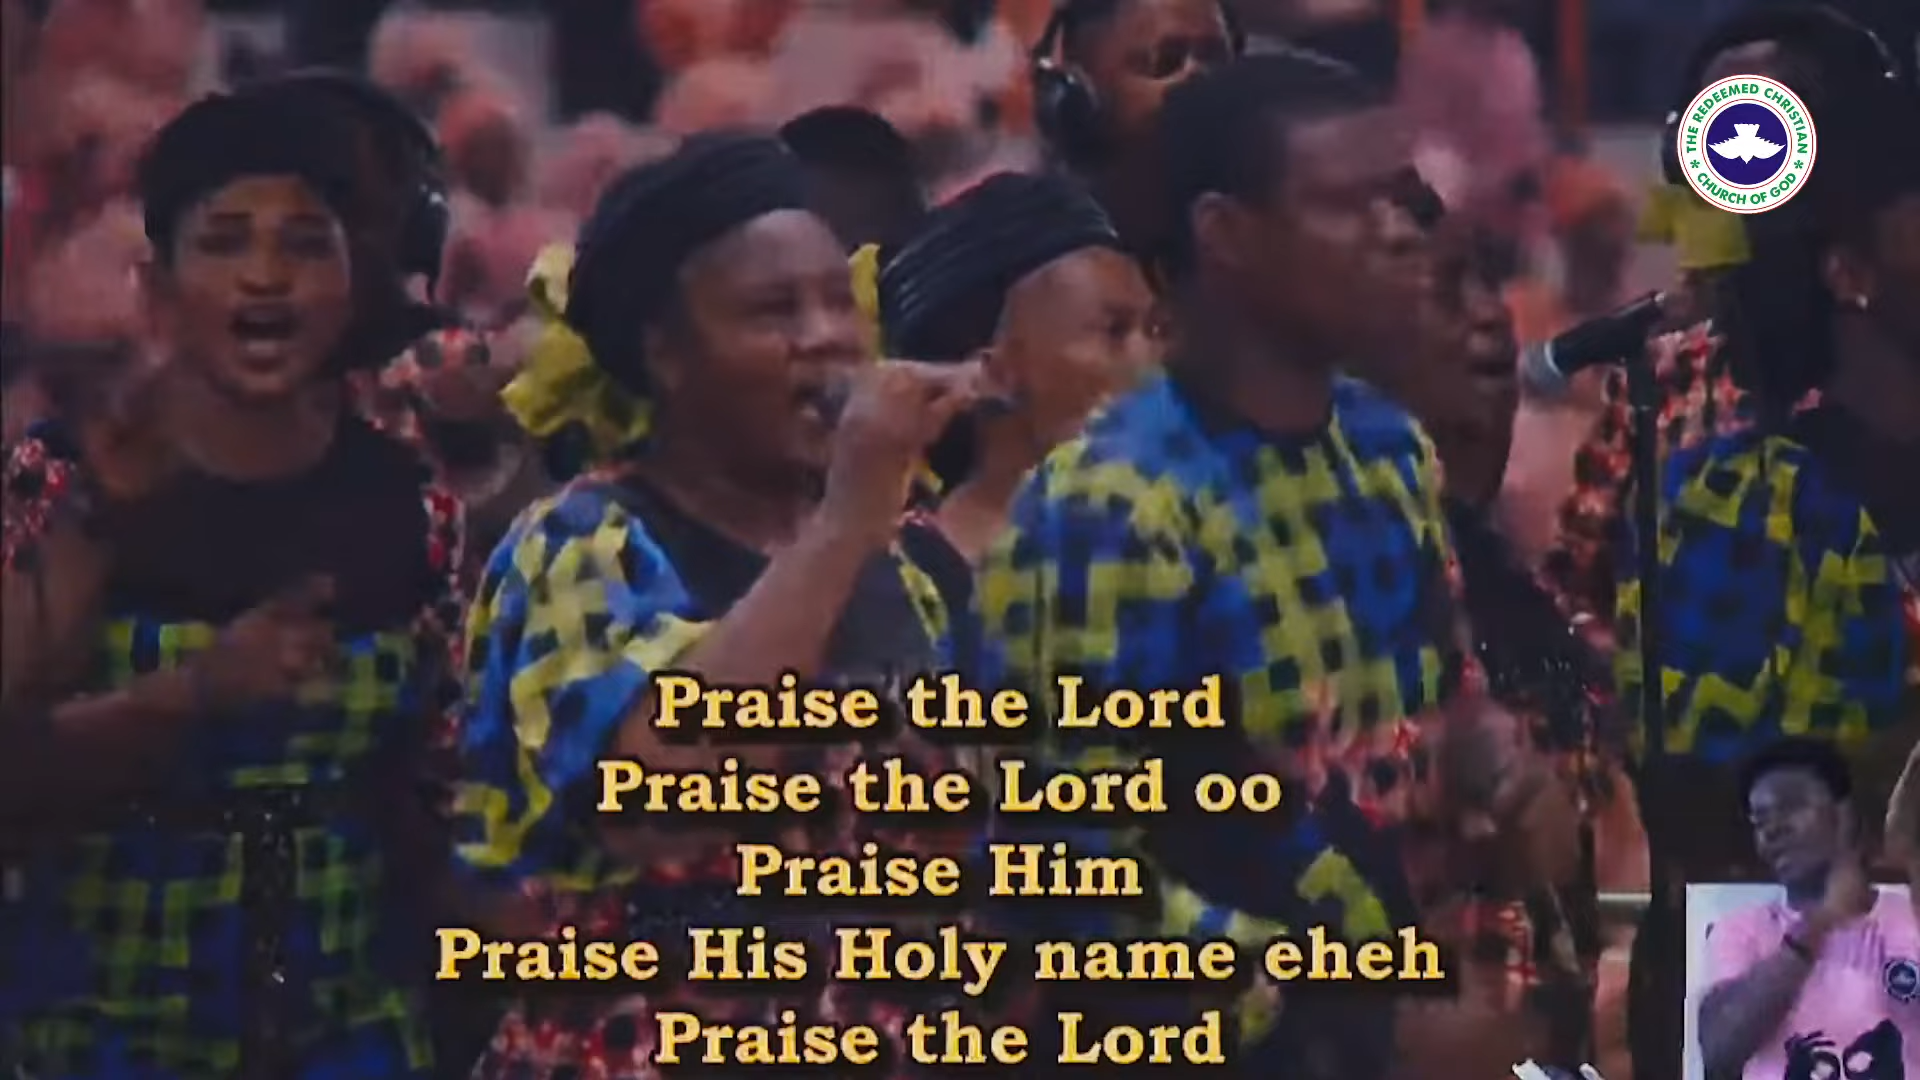 THE REDEEMED CHRISTIAN
CHURCH OF GOD
Praise the Lord
Praise the Lord oo
Praise Him
Praise His Holy name eheh
Praise the Lord